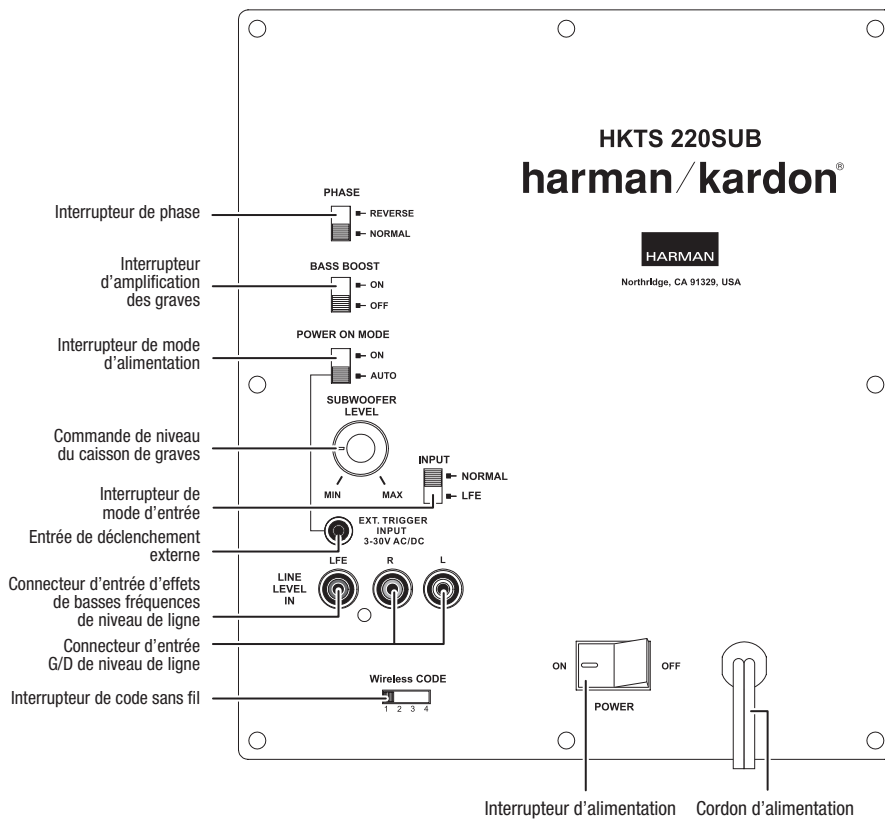 HKTS 220SUB
harman/kardon®
HARMAN
Northridge, CA 91329, USA
PHASE
Interrupteur de phase
REVERSE
NORMAL
Interrupteur
d'amplification
des graves
BASS BOOST
ON
OFF
Interrupteur de mode
d'alimentation
POWER ON MODE
ON
AUTO
SUBWOOFER
LEVEL
Commande de niveau
du caisson de graves
MIN
MAX
INPUT
NORMAL
LFE
Interrupteur de
mode d'entrée
Entrée de déclenchement
externe
EXT. TRIGGER
INPUT
3-30V AC/DC
Connecteur d'entrée d'effets
de basses fréquences
de niveau de ligne
LINE
LEVEL
IN
LFE
R
L
Connecteur d'entrée
G/D de niveau de ligne
Wireless CODE
Interrupteur de code sans fil
1 2 3 4
ON
OFF
POWER
Interrupteur d'alimentation
Cordon d'alimentation